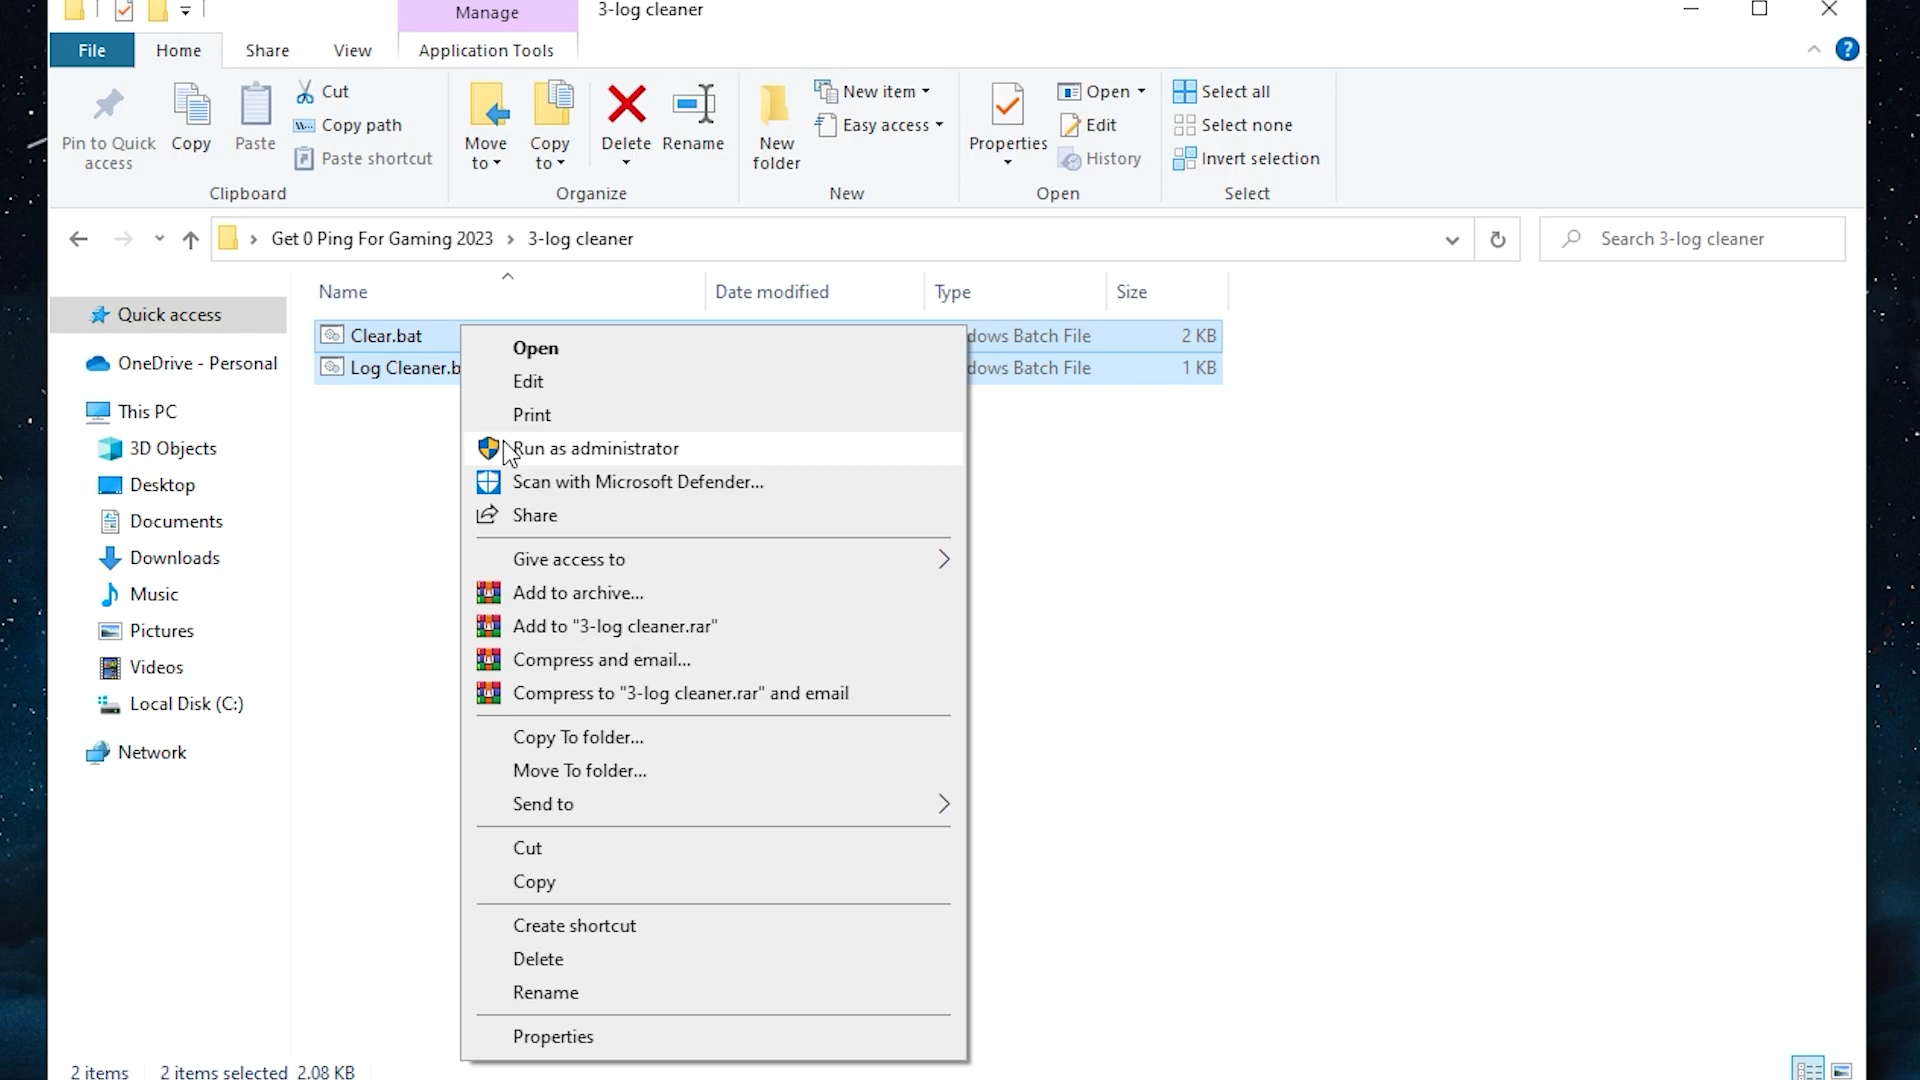 Manage
3-log cleaner
File
Home
Share
View
Application Tools
Pin to Quick
access
Copy
Paste
Cut
Copy path
Paste shortcut
Clipboard
Move
to
Copy
to
Delete
Rename
Organize
New
folder
New item
Easy access
New
Properties
Open
Edit
History
Open
Select all
Select none
Invert selection
Select
Get 0 Ping For Gaming 2023 > 3-log cleaner
Search 3-log cleaner
Name
Date modified
Type
Size
Quick access
OneDrive - Personal
This PC
3D Objects
Desktop
Documents
Downloads
Music
Pictures
Videos
Local Disk (C:)
Network
Clear.bat
dows Batch File
2 KB
Log Cleaner.b
dows Batch File
1 KB
Open
Edit
Print
Run as administrator
Scan with Microsoft Defender...
Share
Give access to
Add to archive...
Add to "3-log cleaner.rar"
Compress and email...
Compress to "3-log cleaner.rar" and email
Copy To folder...
Move To folder...
Send to
Cut
Copy
Create shortcut
Delete
Rename
Properties
2 items
2 items selected 2.08 KB